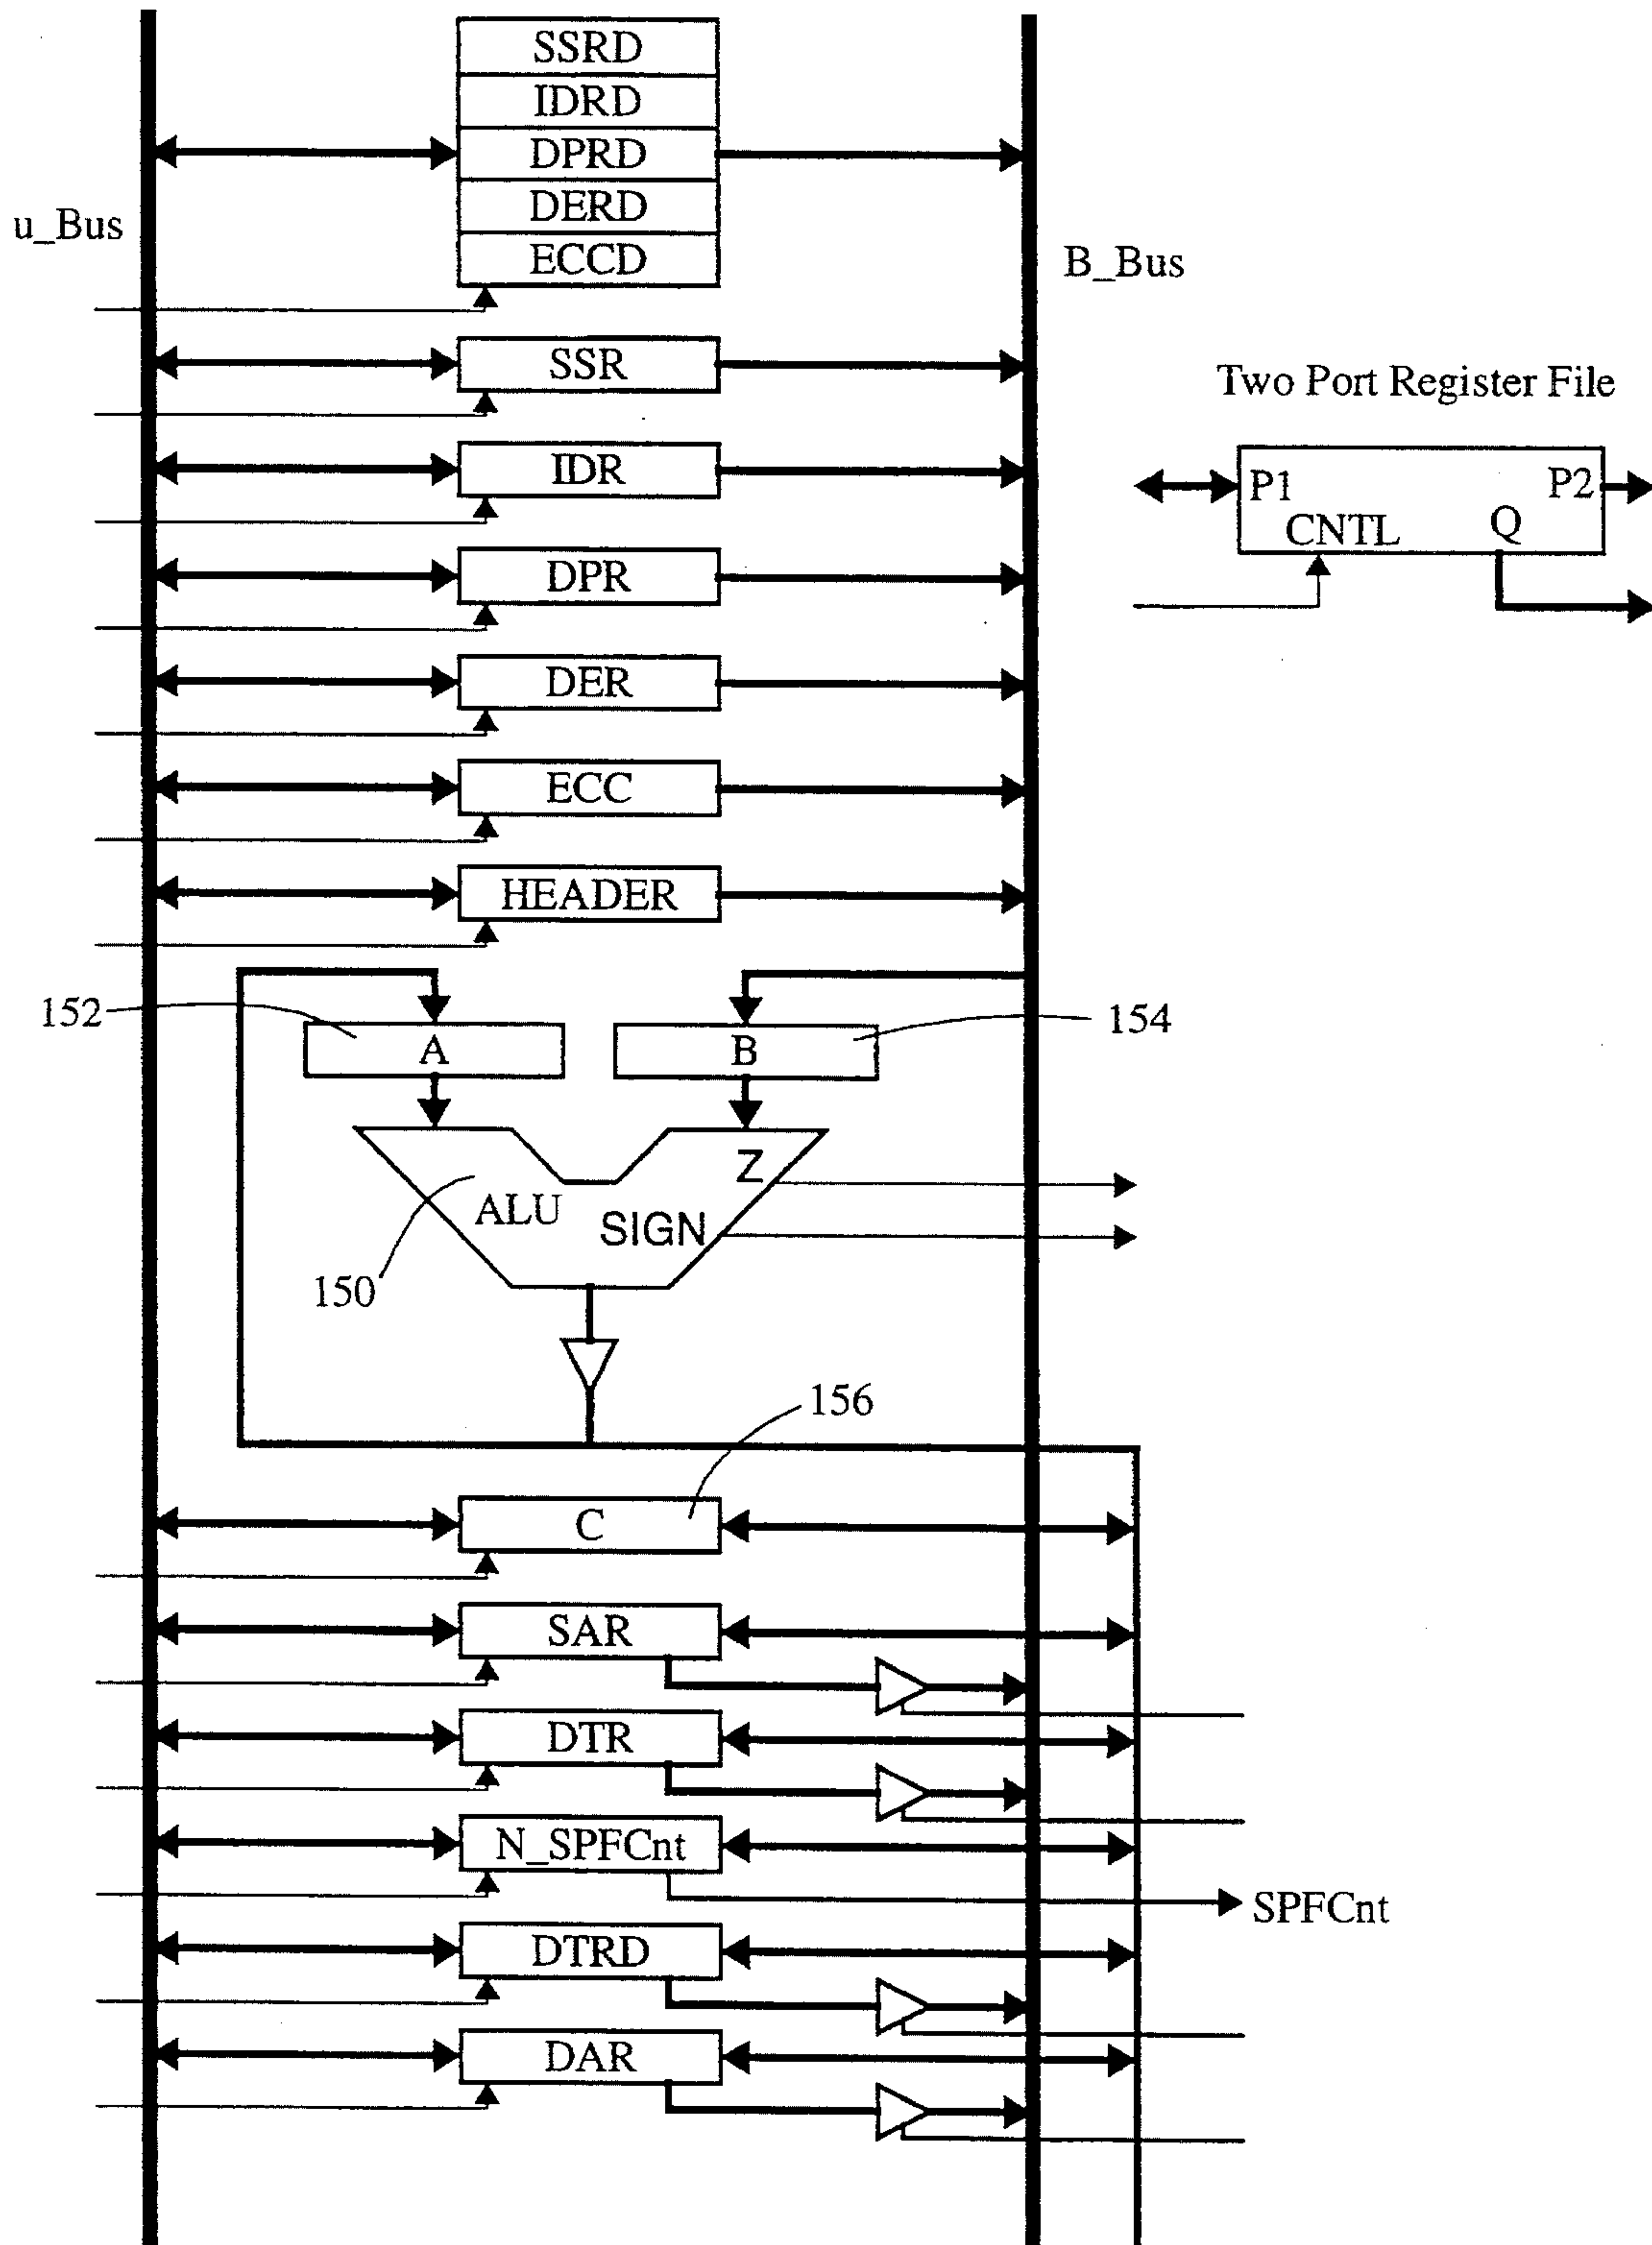 SSRD
IDRD
DPRD
DERD
ECCD
u_Bus
B_Bus
SSR
Two Port Register File
IDR
P1
P2
CNTL
Q
DPR
DER
ECC
HEADER
152
154
A
B
Z
ALU
SIGN
150
156
C
SAR
DTR
N_SPFCnt
SPFCnt
DTRD
DAR